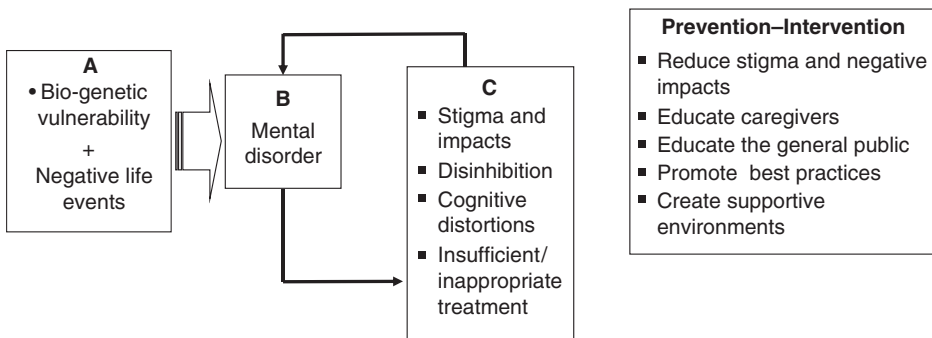 A
• Bio-genetic
vulnerability
+
Negative life
events
B
Mental
disorder
C
▪ Stigma and
impacts
▪ Disinhibition
▪ Cognitive
distortions
▪ Insufficient/
inappropriate
treatment
Prevention–Intervention
▪ Reduce stigma and negative
impacts
▪ Educate caregivers
▪ Educate the general public
▪ Promote best practices
▪ Create supportive
environments